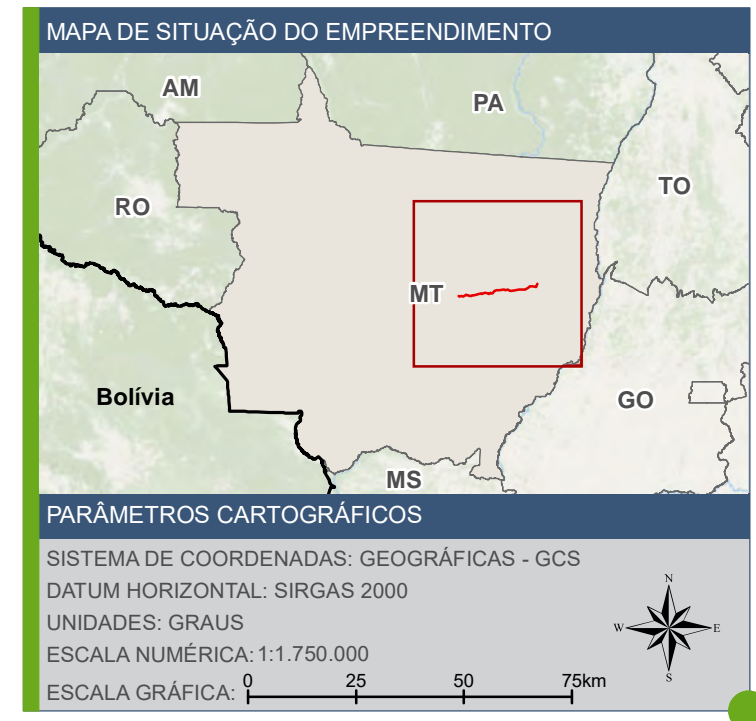 MAPA DE SITUAÇÃO DO EMPREENDIMENTO
AM
PA
RO
TO
MT
Bolívia
GO
MS
PARÂMETROS CARTOGRÁFICOS
SISTEMA DE COORDENADAS: GEOGRÁFICAS - GCS
DATUM HORIZONTAL: SIRGAS 2000
UNIDADES: GRAUS
ESCALA NUMÉRICA: 1:1.750.000
ESCALA GRÁFICA: 0 25 50 75km
N
W E
S